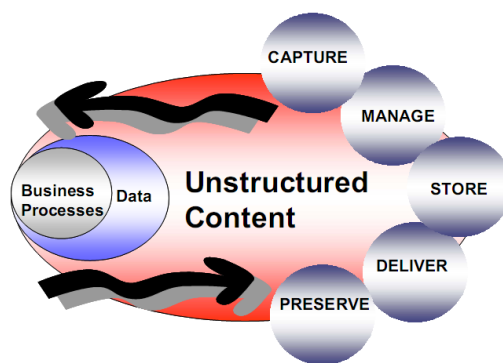 CAPTURE
MANAGE
STORE
DELIVER
PRESERVE
Unstructured
Content
Data
Business
Processes